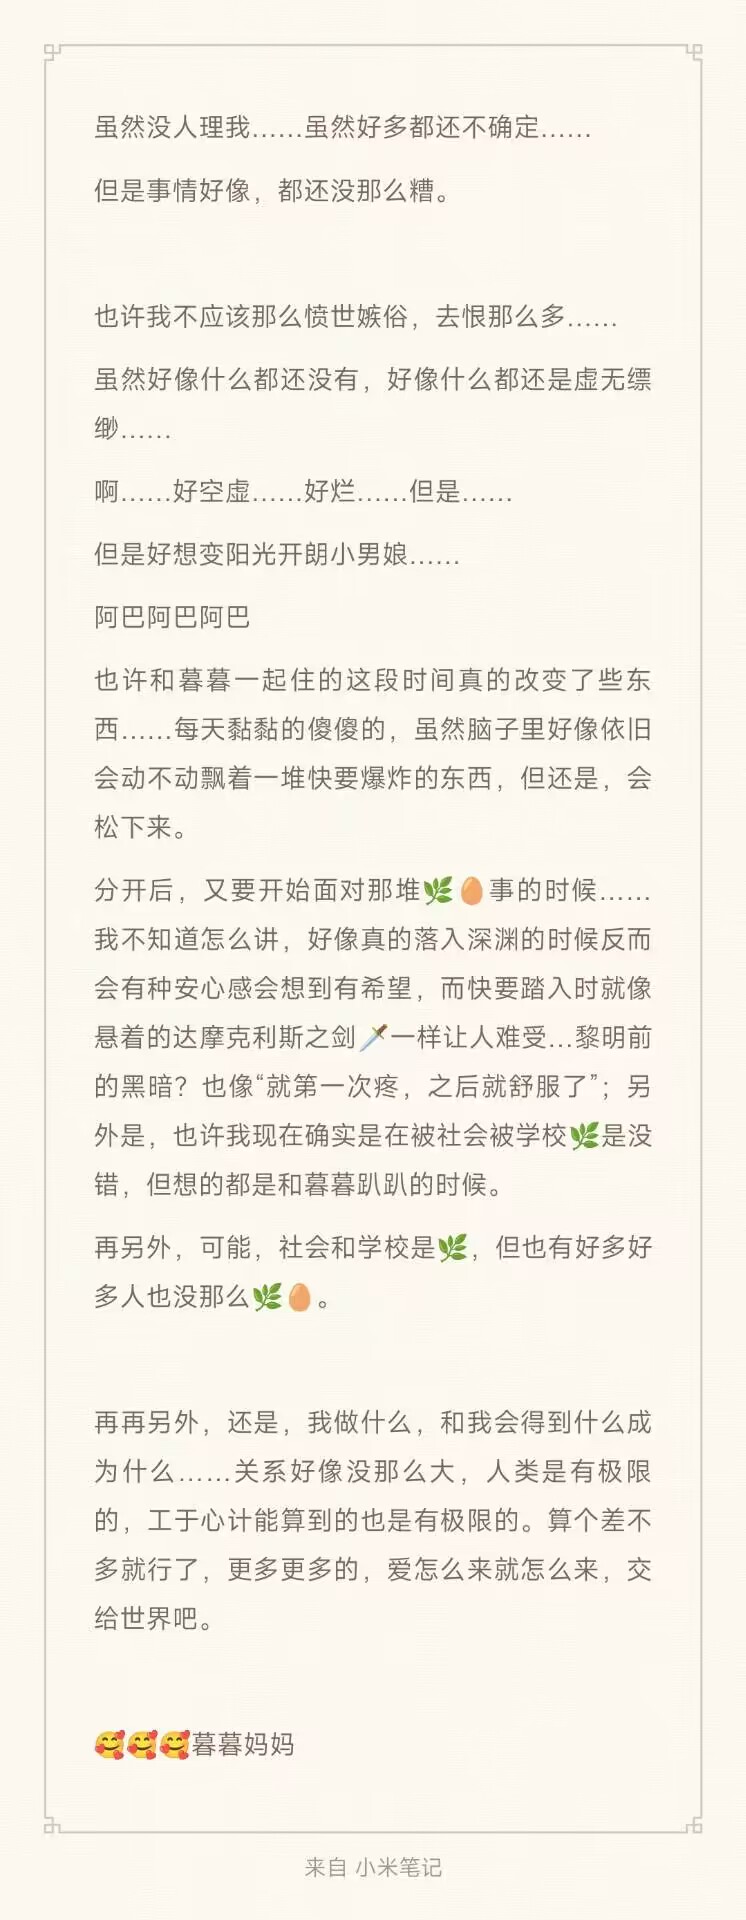 虽然没人理我……虽然好多都还不确定……
但是事情好像，都还没那么糟。
也许我不应该那么愤世嫉俗，去恨那么多……
虽然好像什么都还没有，好像什么都还是虚无缥
缈……
啊……好空虚……好烂……但是……
但是好想变阳光开朗小男娘……
阿巴阿巴阿巴
也许和暮暮一起住的这段时间真的改变了些东
西……每天黏黏的傻傻的，虽然脑子里好像依旧
会动不动飘着一堆快要爆炸的东西，但还是，会
松下来。
分开后，又要开始面对那堆🌿🥚事的时候……
我不知道怎么讲，好像真的落入深渊的时候反而
会有种安心感会想到有希望，而快要踏入时就像
悬着的达摩克利斯之剑🗡️一样让人难受…黎明前
的黑暗？也像“就第一次疼，之后就舒服了”；另
外是，也许我现在确实是在被社会被学校🌿是没
错，但想的都是和暮暮趴趴的时候。
再另外，可能，社会和学校是🌿，但也有好多好
多人也没那么🌿🥚。
再再另外，还是，我做什么，和我会得到什么成
为什么……关系好像没那么大，人类是有极限
的，工于心计能算到的也是有极限的。算个差不
多就行了，更多更多的，爱怎么来就怎么来，交
给世界吧。
🥰🥰🥰暮暮妈妈
来自 小米笔记